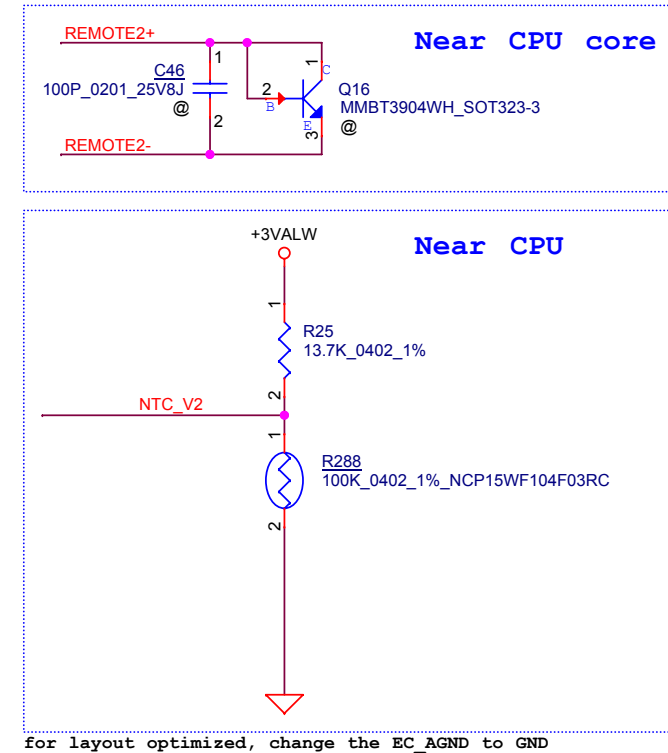 REMOTE2+
Near CPU core
1
C
C46
100P_0201_25V8J
@
2
2
B
Q16
MMBT3904WH_SOT323-3
@
E
3
REMOTE2-
+3VALW
Near CPU
1
R25
13.7K_0402_1%
2
NTC_V2
1
R288
100K_0402_1%_NCP15WF104F03RC
2
for layout optimized, change the EC_AGND to GND